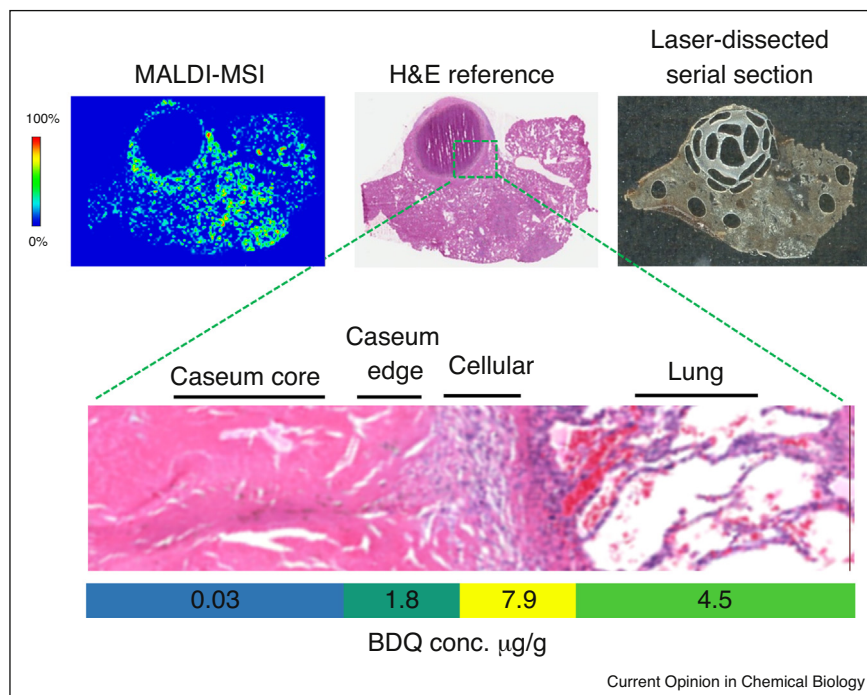 MALDI-MSI
H&E reference
Laser-dissected
serial section
100%
0%
Caseum core
Caseum
edge
Cellular
Lung
0.03
1.8
7.9
4.5
BDQ conc. μg/g
Current Opinion in Chemical Biology